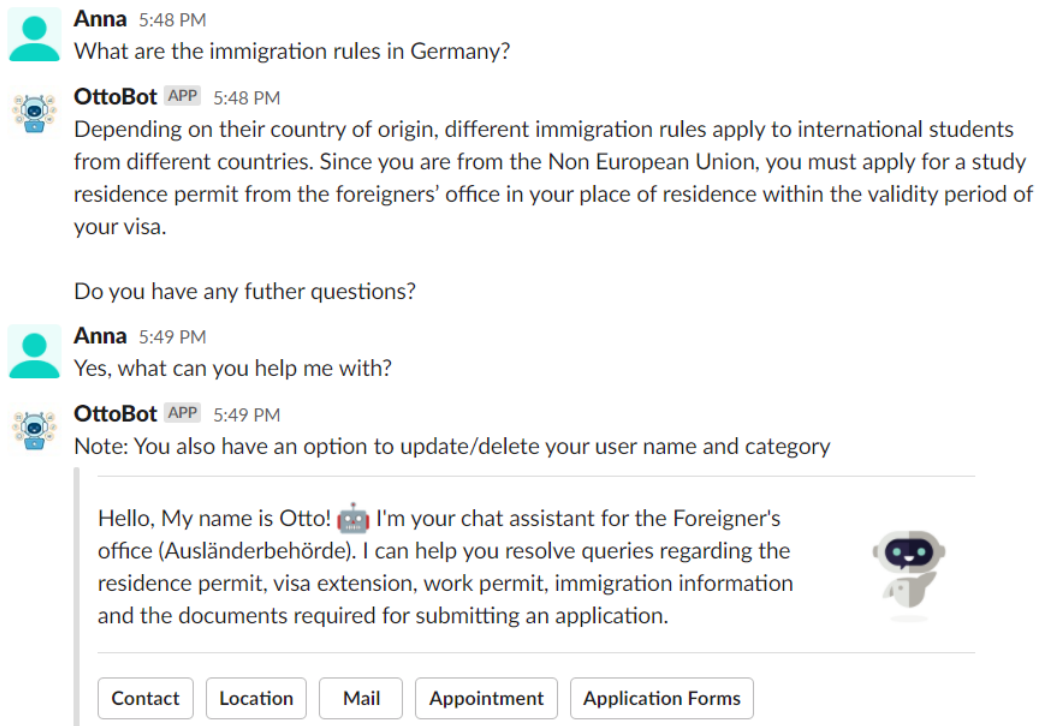 Anna 5:48 PM
What are the immigration rules in Germany?
OttoBot APP 5:48 PM
Depending on their country of origin, different immigration rules apply to international students
from different countries. Since you are from the Non European Union, you must apply for a study
residence permit from the foreigners' office in your place of residence within the validity period of
your visa.
Do you have any futher questions?
Anna 5:49 PM
Yes, what can you help me with?
OttoBot APP 5:49 PM
Note: You also have an option to update/delete your user name and category
Hello, My name is Otto! 🤖 I'm your chat assistant for the Foreigner's
office (Ausländerbehörde). I can help you resolve queries regarding the
residence permit, visa extension, work permit, immigration information
and the documents required for submitting an application.
Contact Location Mail Appointment Application Forms